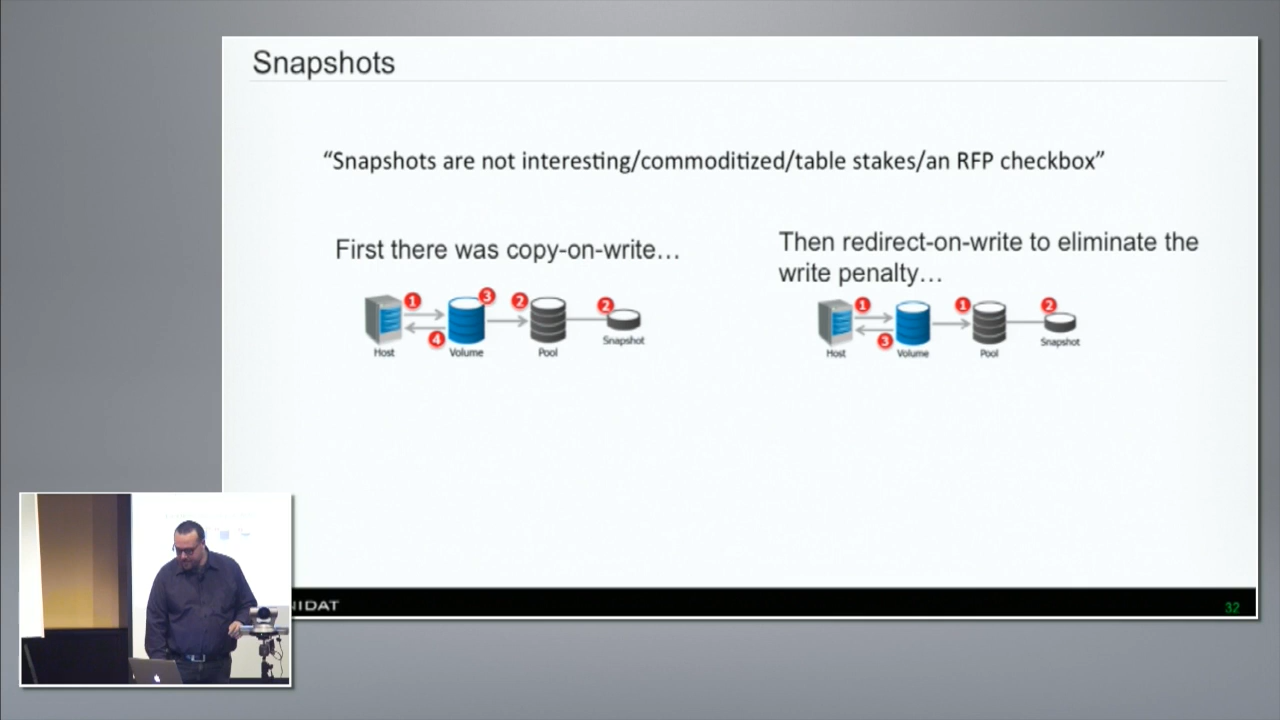 Snapshots
“Snapshots are not interesting/commoditized/table stakes/an RFP checkbox”
First there was copy-on-write…
Then redirect-on-write to eliminate the
write penalty…
1 3 2 2
4
Host Volume Pool Snapshot
1 1 2
3
Host Volume Pool Snapshot
NIDAT
32